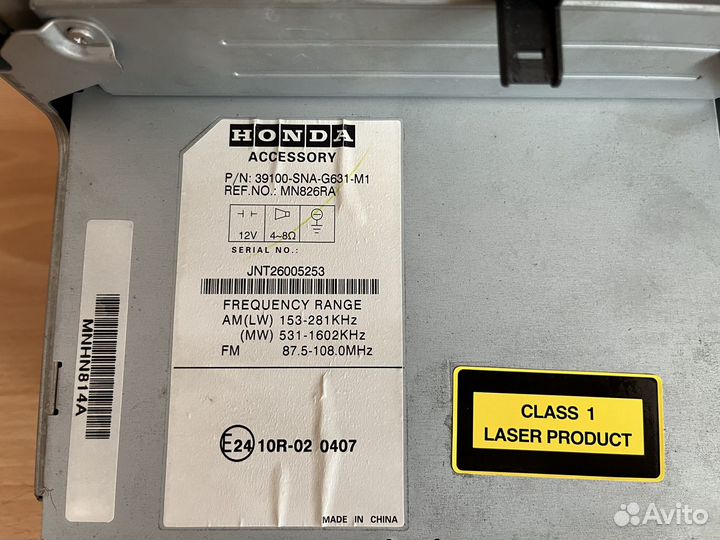 HONDA
ACCESSORY
P/N: 39100-SNA-G631-M1
REF.NO.: MN826RA
12V 4~8Ω
SERIAL NO.:
JNT26005253
FREQUENCY RANGE
AM(LW) 153-281KHz
(MW) 531-1602KHz
FM 87.5-108.0MHz
E24 10R-02 0407
MADE IN CHINA
MNHN814A
CLASS 1
LASER PRODUCT
Avito